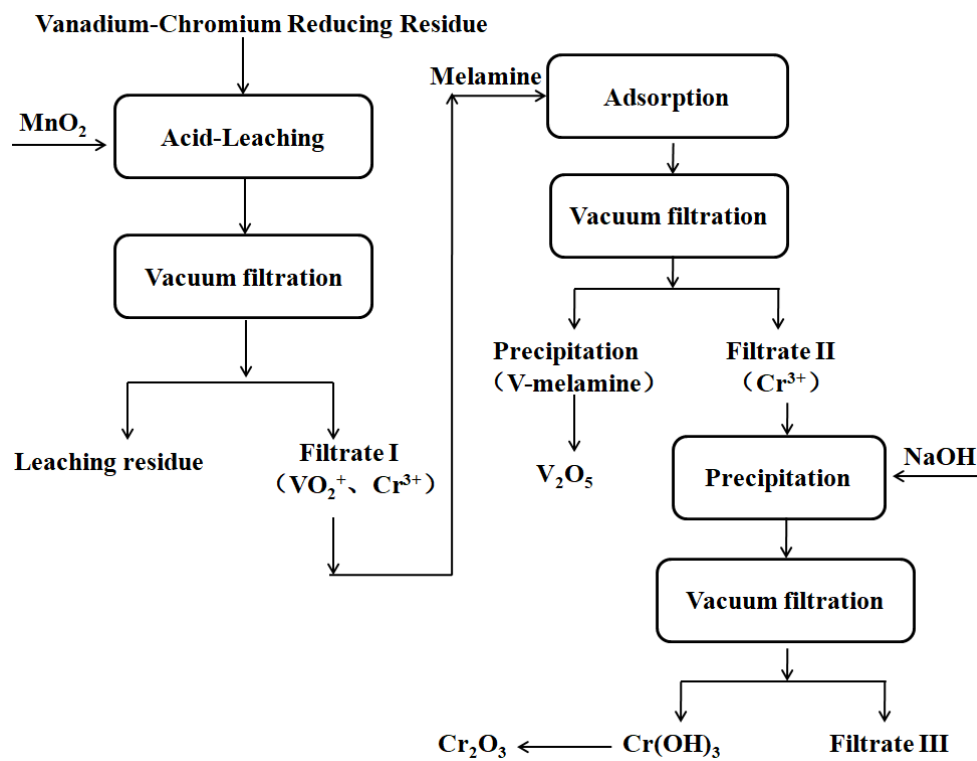 Vanadium-Chromium Reducing Residue
MnO₂
Acid-Leaching
Vacuum filtration
Leaching residue
Filtrate I
（VO₂⁺、Cr³⁺）
Melamine
Adsorption
Vacuum filtration
Precipitation
（V-melamine）
V₂O₅
Filtrate II
（Cr³⁺）
NaOH
Precipitation
Vacuum filtration
Cr₂O₃
Cr(OH)₃
Filtrate III